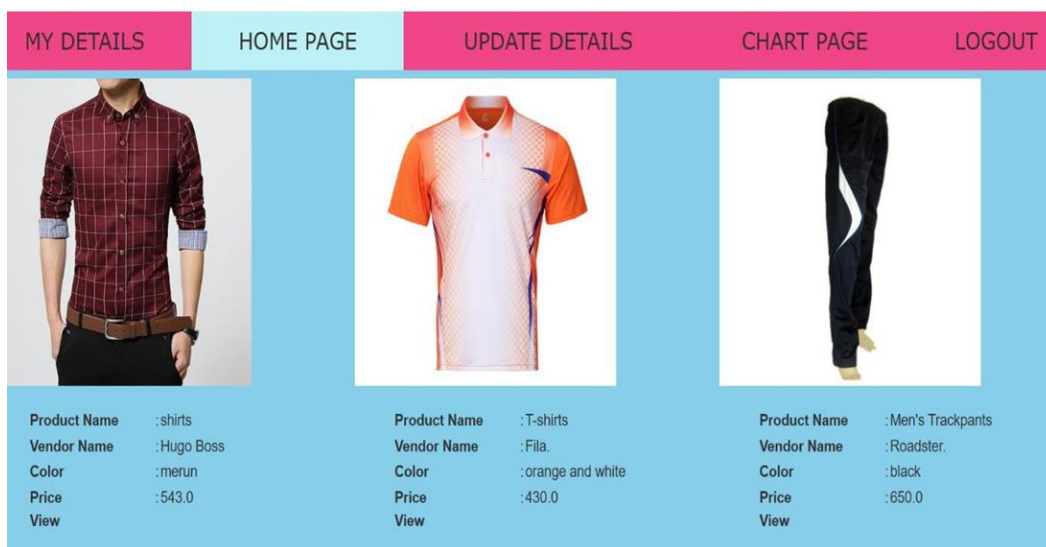 MY DETAILS HOME PAGE UPDATE DETAILS CHART PAGE LOGOUT
Product Name :shirts
Vendor Name :Hugo Boss
Color :merun
Price :543.0
View
Product Name :T-shirts
Vendor Name :Fila.
Color :orange and white
Price :430.0
View
Product Name :Men's Trackpants
Vendor Name :Roadster.
Color :black
Price :650.0
View